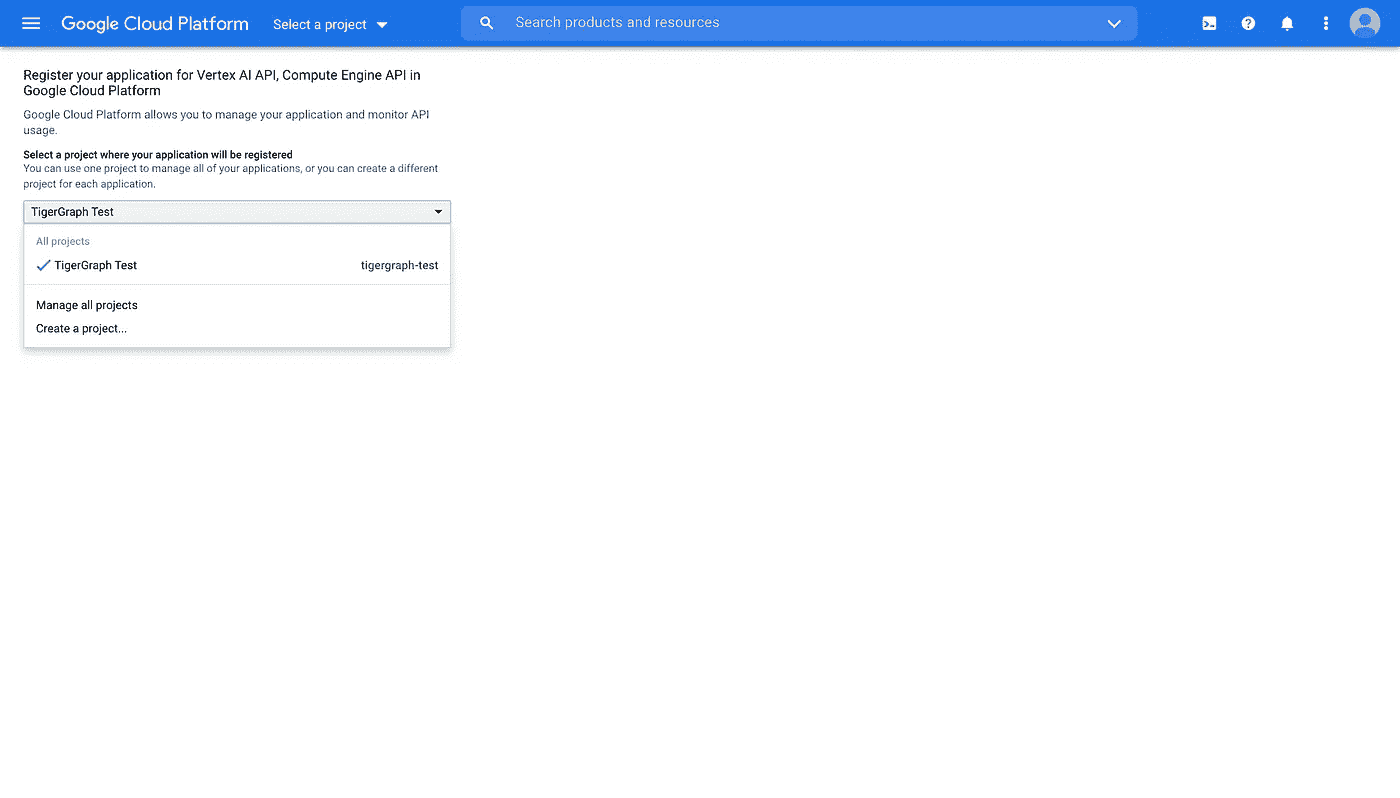 Google Cloud Platform
Select a project
Search products and resources
Register your application for Vertex AI API, Compute Engine API in
Google Cloud Platform
Google Cloud Platform allows you to manage your application and monitor API
usage.
Select a project where your application will be registered
You can use one project to manage all of your applications, or you can create a different
project for each application.
TigerGraph Test
All projects
TigerGraph Test tigergraph-test
Manage all projects
Create a project...